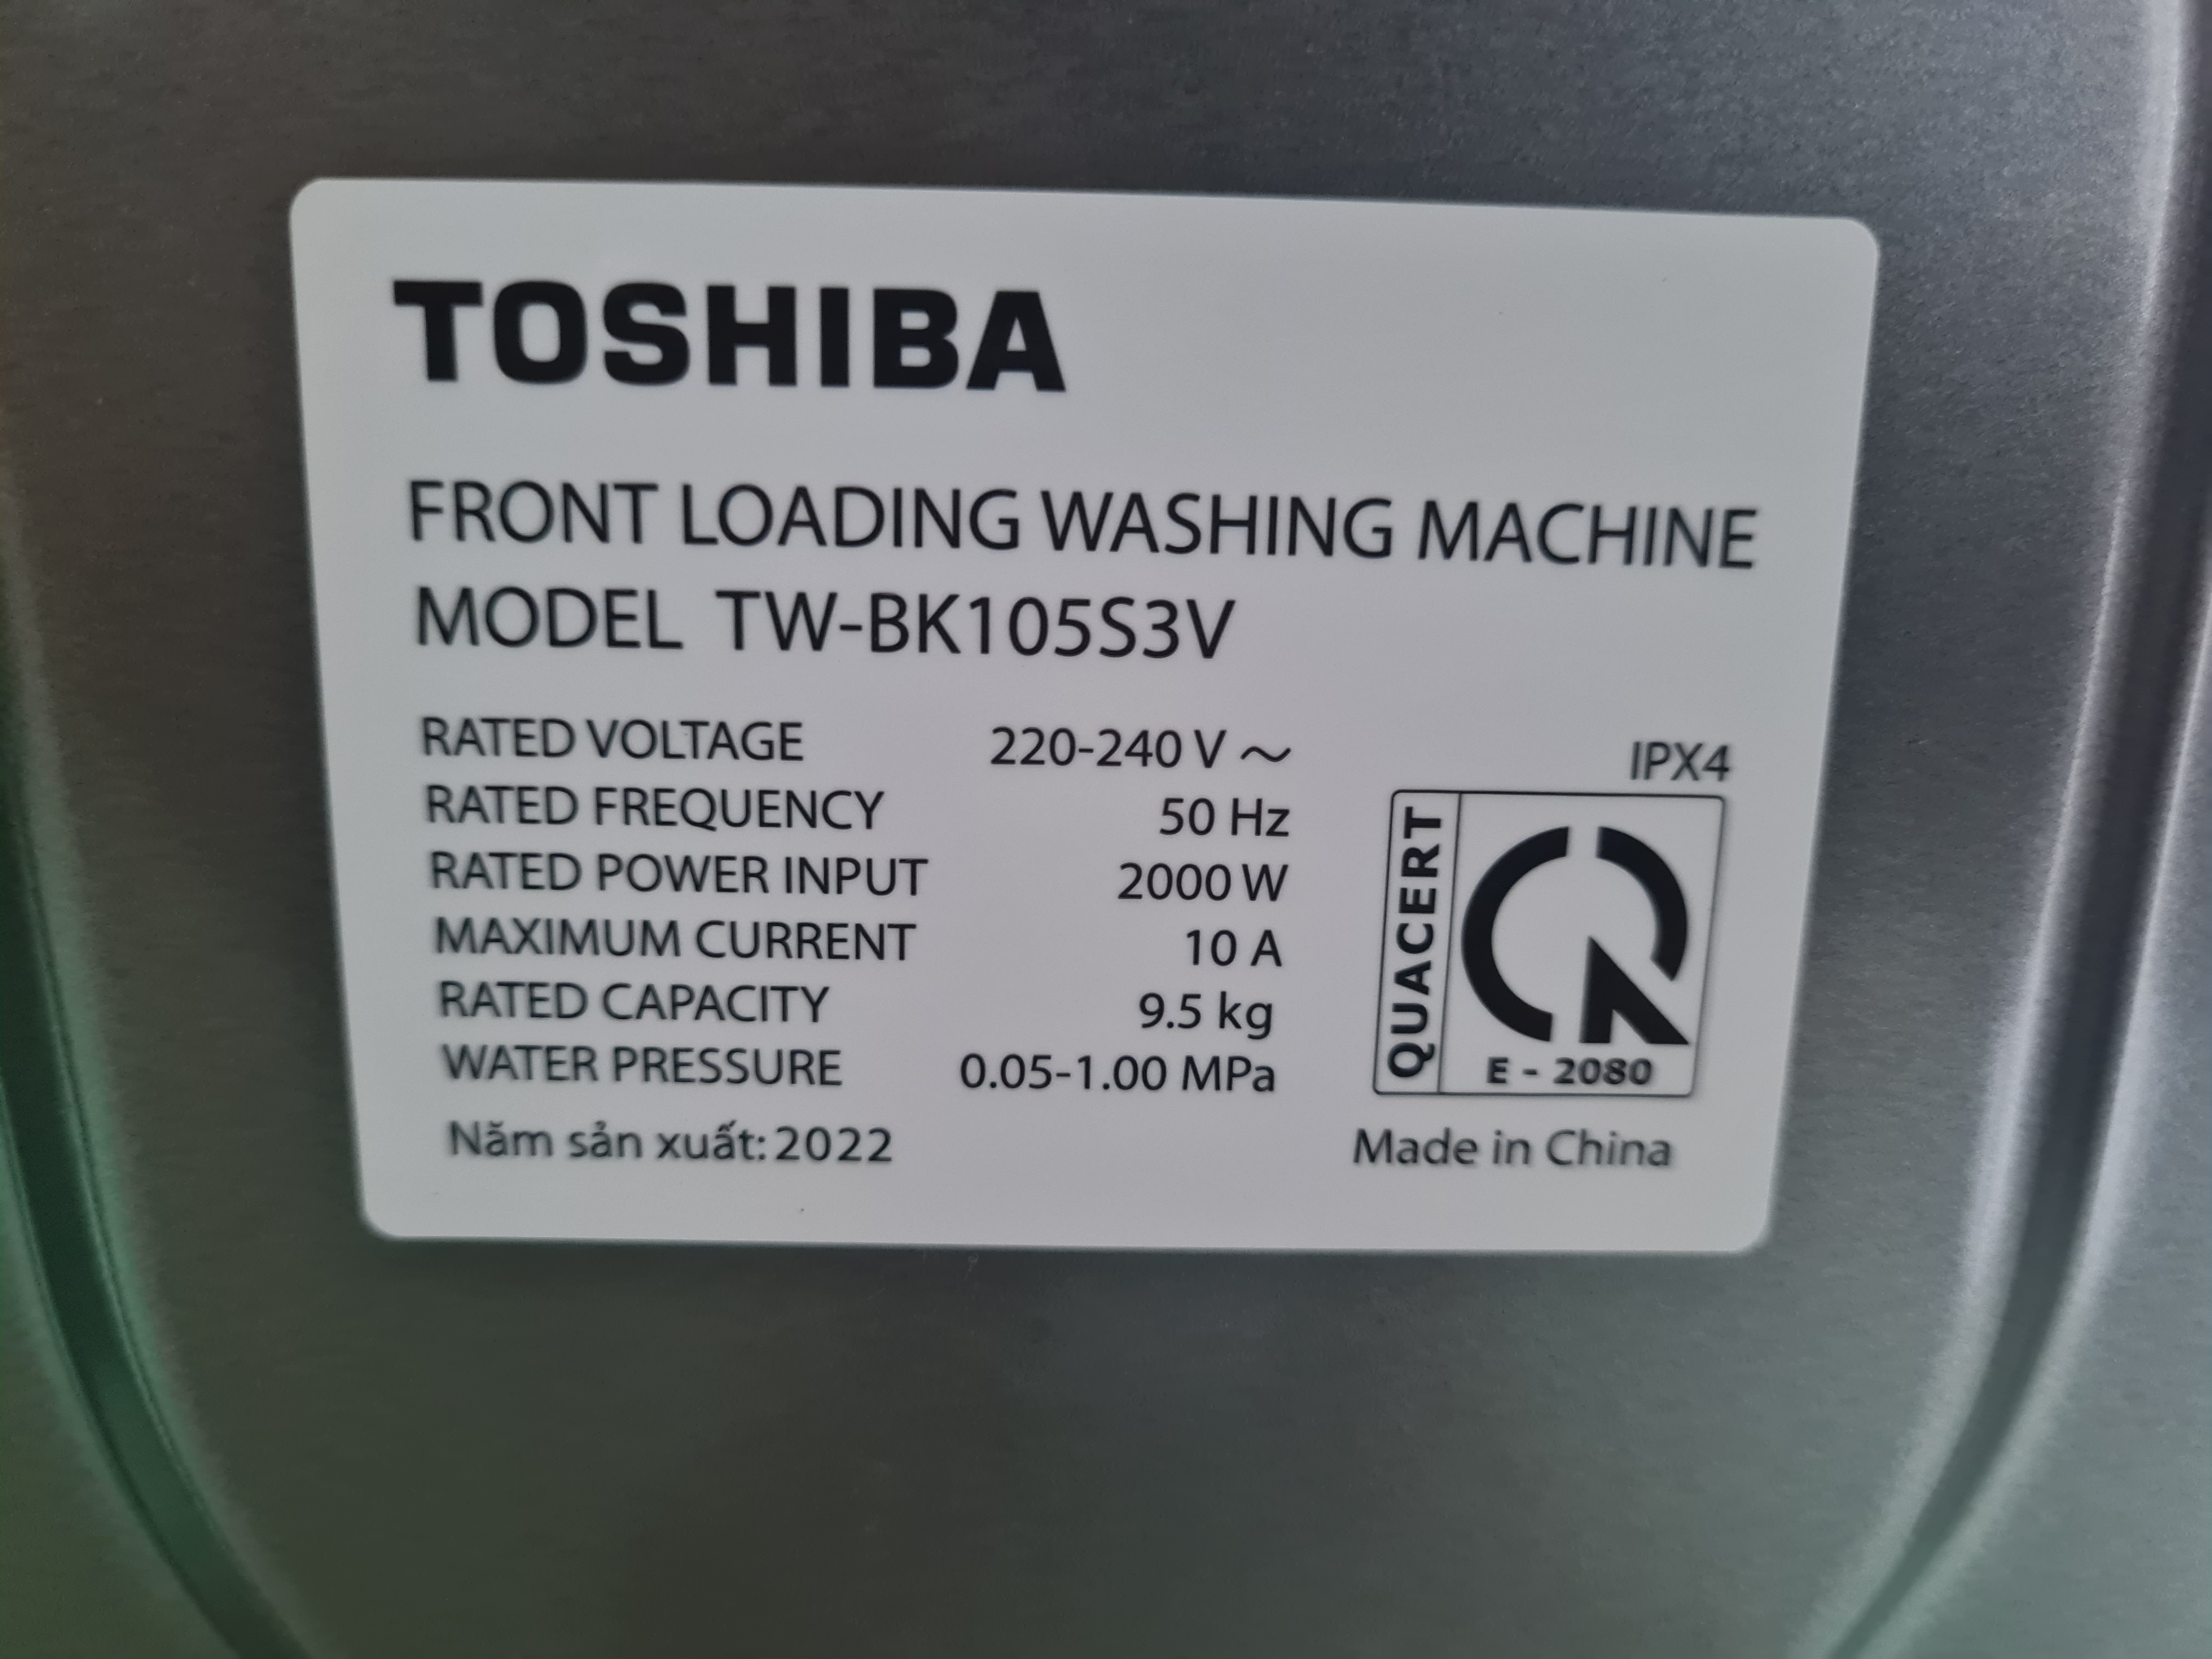 TOSHIBA
FRONT LOADING WASHING MACHINE
MODEL TW-BK105S3V
RATED VOLTAGE 220-240 V ~
RATED FREQUENCY 50 Hz
RATED POWER INPUT 2000 W
MAXIMUM CURRENT 10 A
RATED CAPACITY 9.5 kg
WATER PRESSURE 0.05-1.00 MPa
Năm sản xuất: 2022
IPX4
QUACERT
E - 2080
Made in China